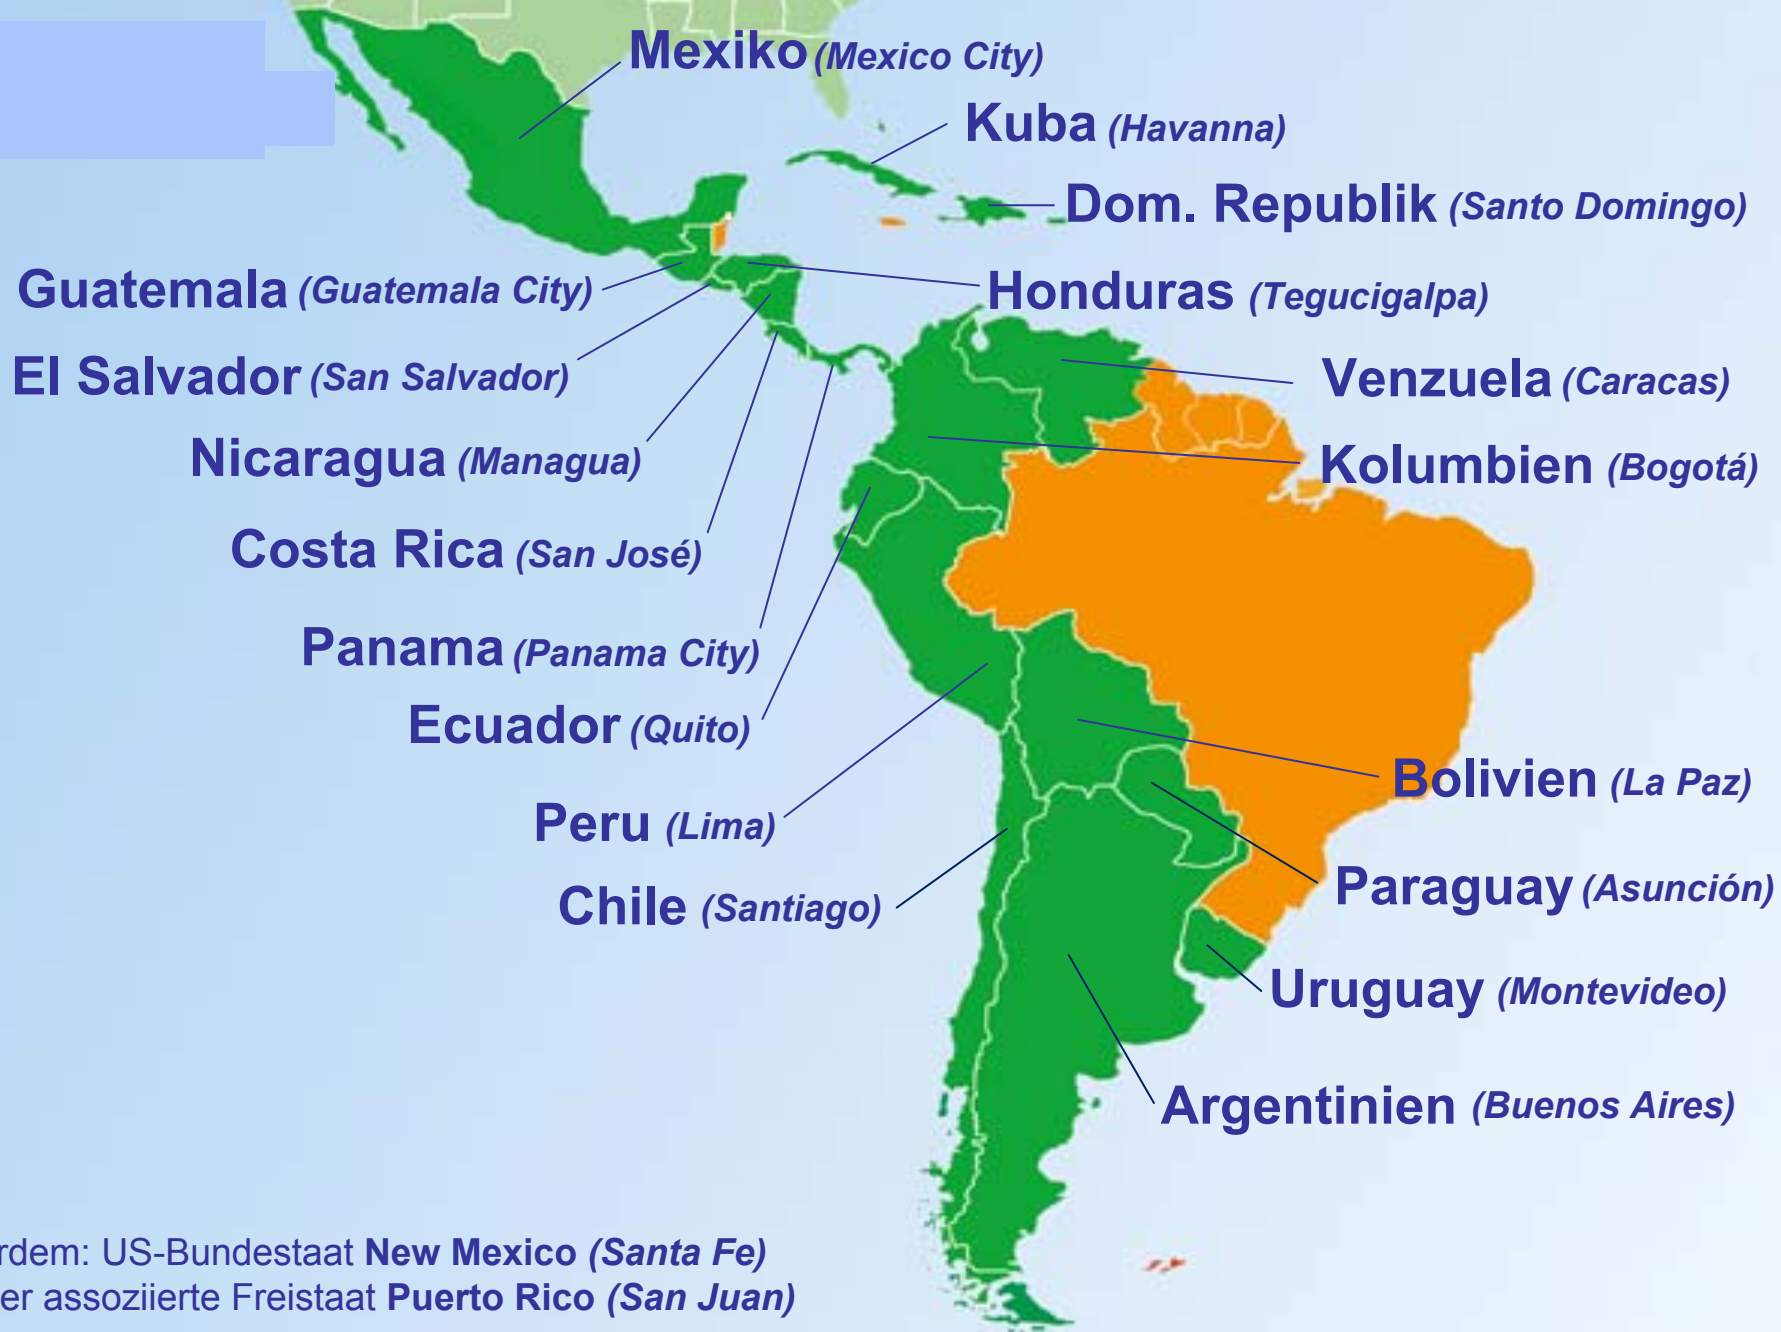 Mexiko (Mexico City)
Kuba (Havanna)
Dom. Republik (Santo Domingo)
Guatemala (Guatemala City)
Honduras (Tegucigalpa)
El Salvador (San Salvador)
Venzuela (Caracas)
Nicaragua (Managua)
Kolumbien (Bogotá)
Costa Rica (San José)
Panama (Panama City)
Ecuador (Quito)
Bolivien (La Paz)
Peru (Lima)
Paraguay (Asunción)
Chile (Santiago)
Uruguay (Montevideo)
Argentinien (Buenos Aires)
rdem: US-Bundestaat New Mexico (Santa Fe)
er assoziierte Freistaat Puerto Rico (San Juan)